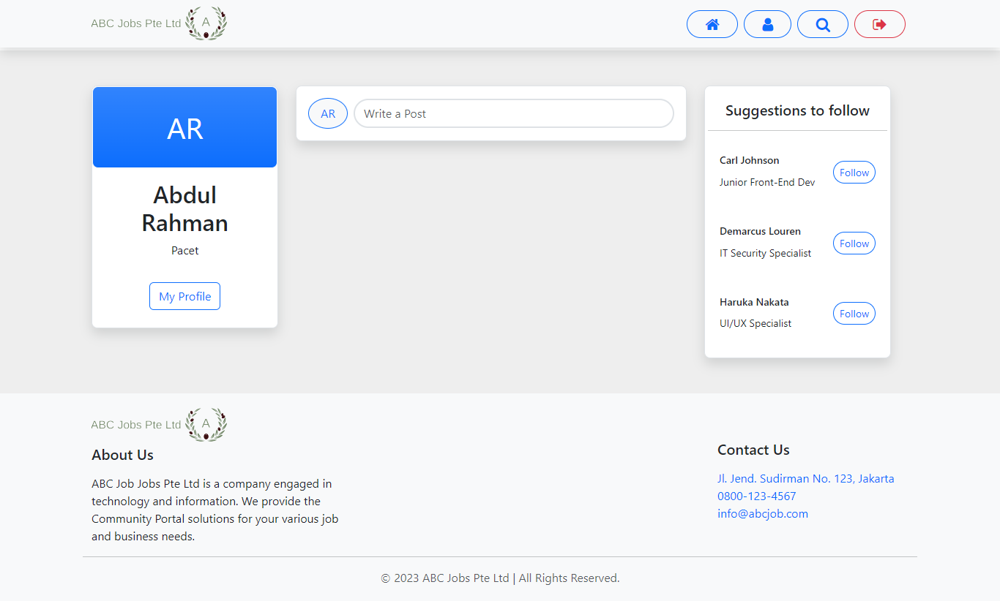 ABC Jobs Pte Ltd A
AR
Abdul
Rahman
Pacet
My Profile
AR Write a Post
Suggestions to follow
Carl Johnson
Junior Front-End Dev
Follow
Demarcus Louren
IT Security Specialist
Follow
Haruka Nakata
UI/UX Specialist
Follow
ABC Jobs Pte Ltd A
About Us
ABC Job Jobs Pte Ltd is a company engaged in
technology and information. We provide the
Community Portal solutions for your various job
and business needs.
Contact Us
Jl. Jend. Sudirman No. 123, Jakarta
0800-123-4567
info@abcjob.com
© 2023 ABC Jobs Pte Ltd | All Rights Reserved.